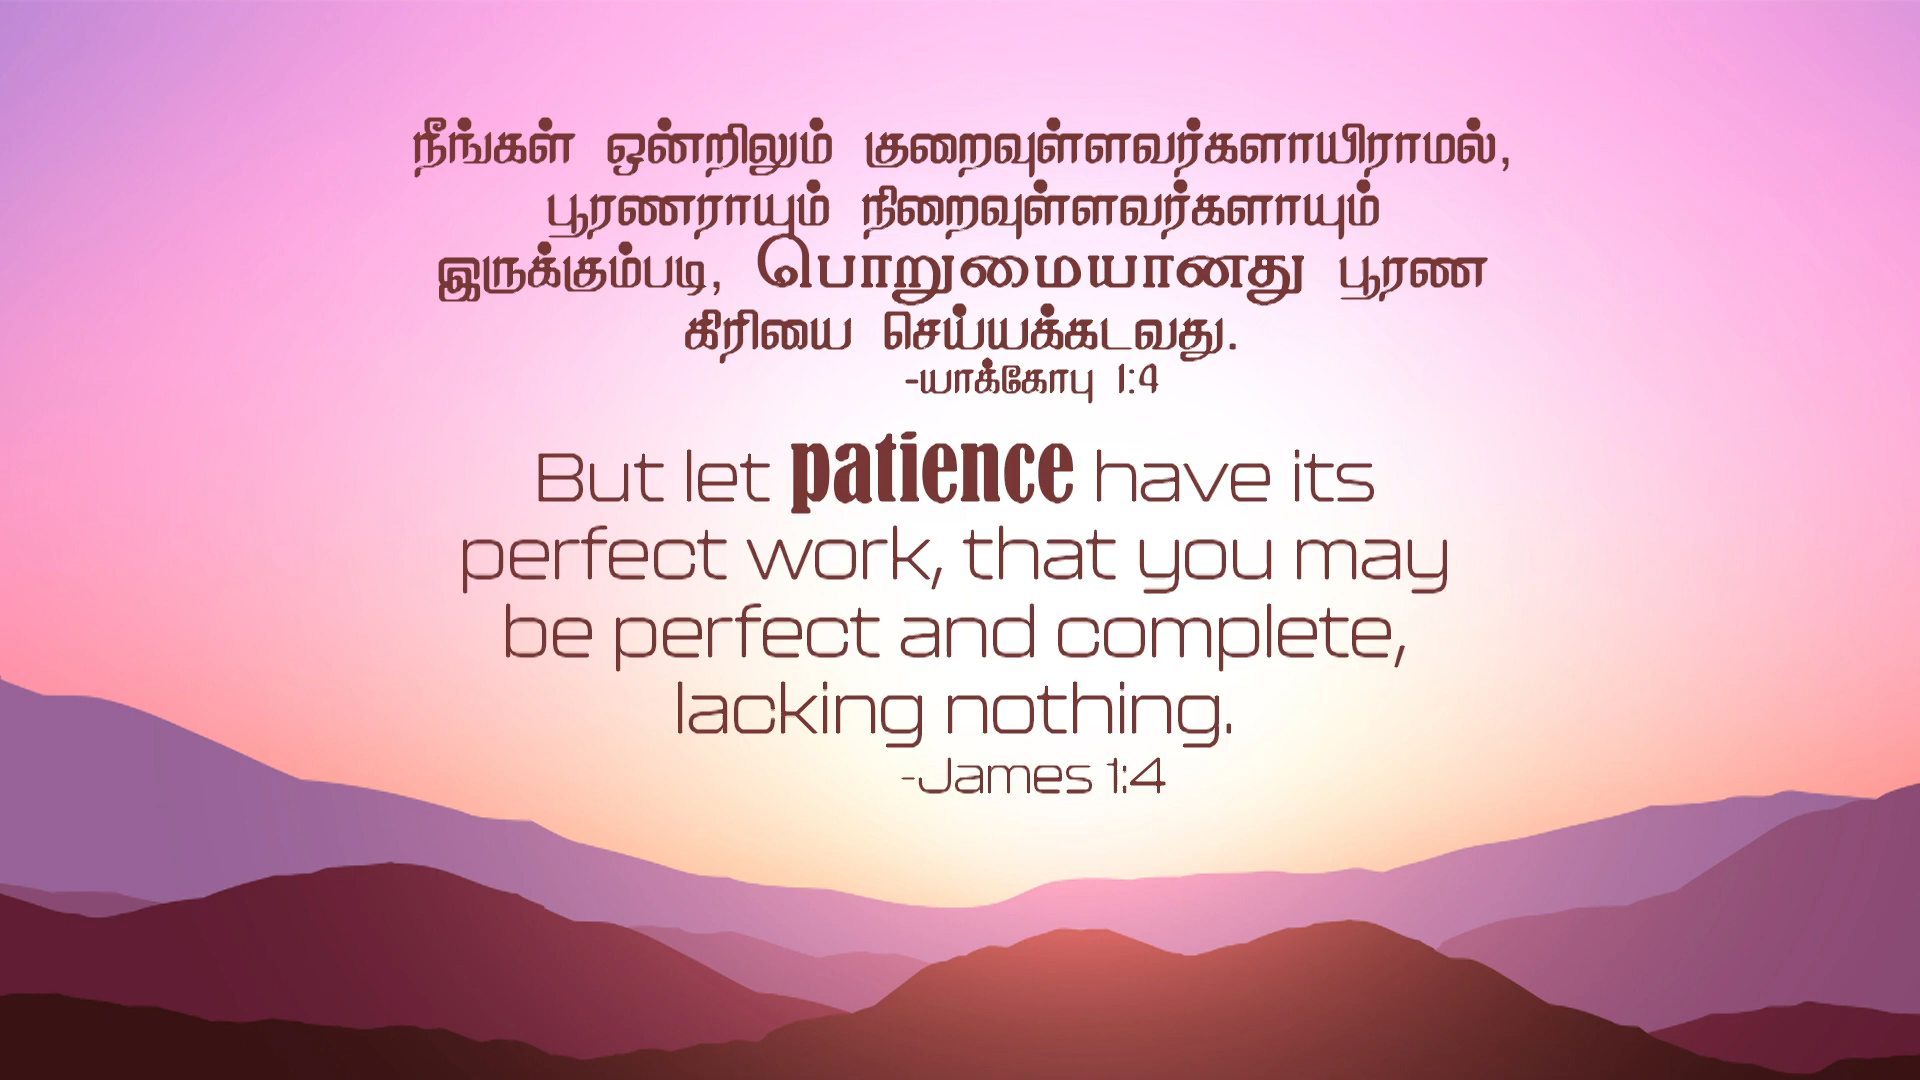 நீங்கள் ஒன்றிலும் குறைவுள்ளவர்களாயிராமல்,
பூரணராயும் நிறைவுள்ளவர்களாயும்
இருக்கும்படி, பொறுமையானது பூரண
கிரியை செய்யக்கடவது.
-யாக்கோபு 1:4
But let patience have its
perfect work, that you may
be perfect and complete,
lacking nothing.
-James 1:4